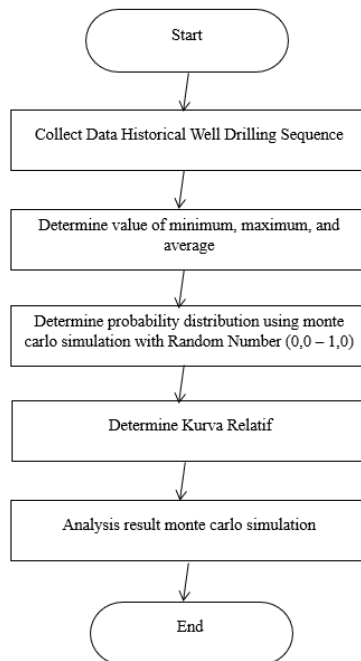 Start
Collect Data Historical Well Drilling Sequence
Determine value of minimum, maximum, and
average
Determine probability distribution using monte
carlo simulation with Random Number (0,0 – 1,0)
Determine Kurva Relatif
Analysis result monte carlo simulation
End